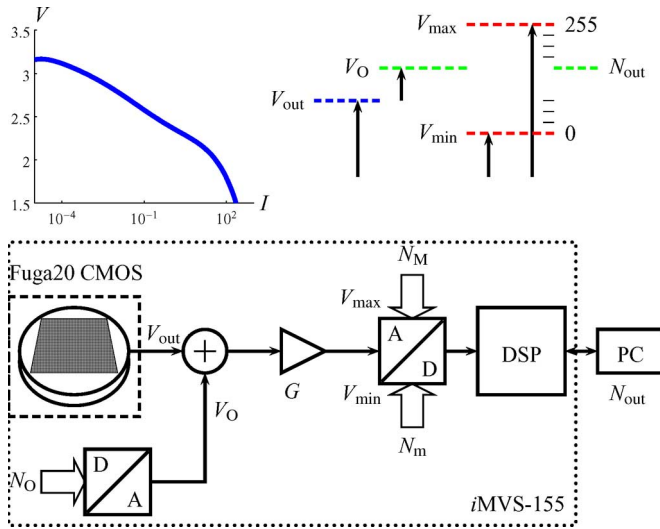 V
3.5
3
2.5
2
1.5
10⁻⁴
10⁻¹
10²
I
V_max
255
V_O
N_out
V_out
V_min
0
Fuga20 CMOS
N_M
V_max
V_out
A
D
DSP
PC
G
V_min
N_out
V_O
N_m
N_O
D
A
iMVS-155